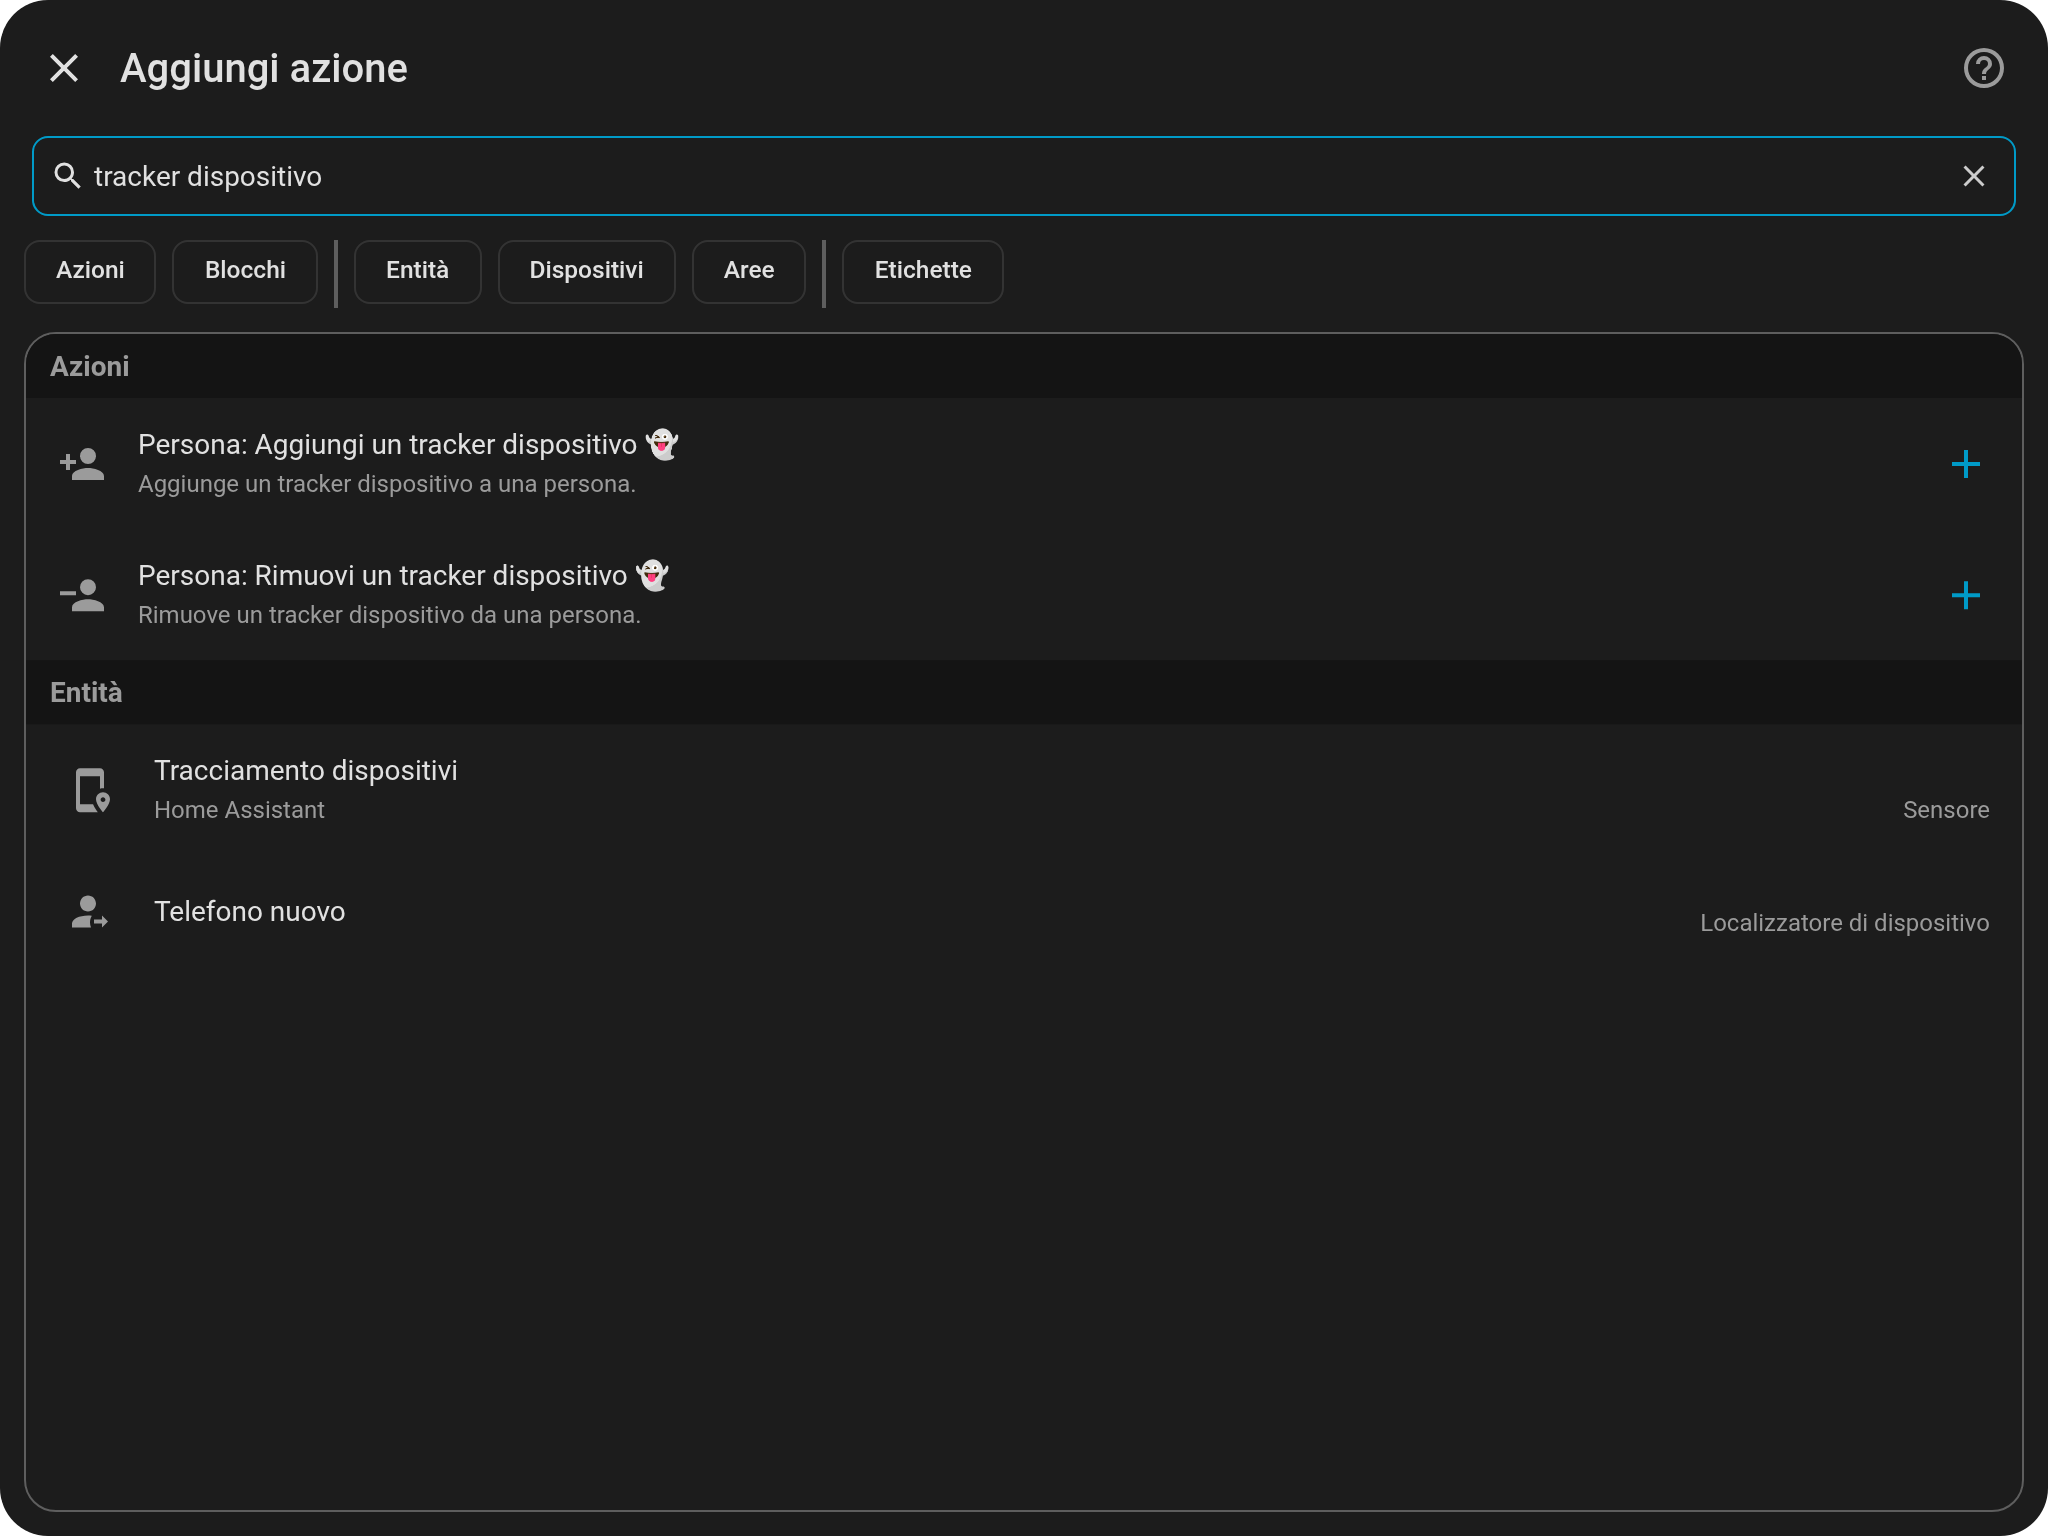 Aggiungi azione
tracker dispositivo
Azioni
Blocchi
Entità
Dispositivi
Aree
Etichette
Azioni
Persona: Aggiungi un tracker dispositivo 👻
Aggiunge un tracker dispositivo a una persona.
Persona: Rimuovi un tracker dispositivo 👻
Rimuove un tracker dispositivo da una persona.
Entità
Tracciamento dispositivi
Home Assistant
Sensore
Telefono nuovo
Localizzatore di dispositivo